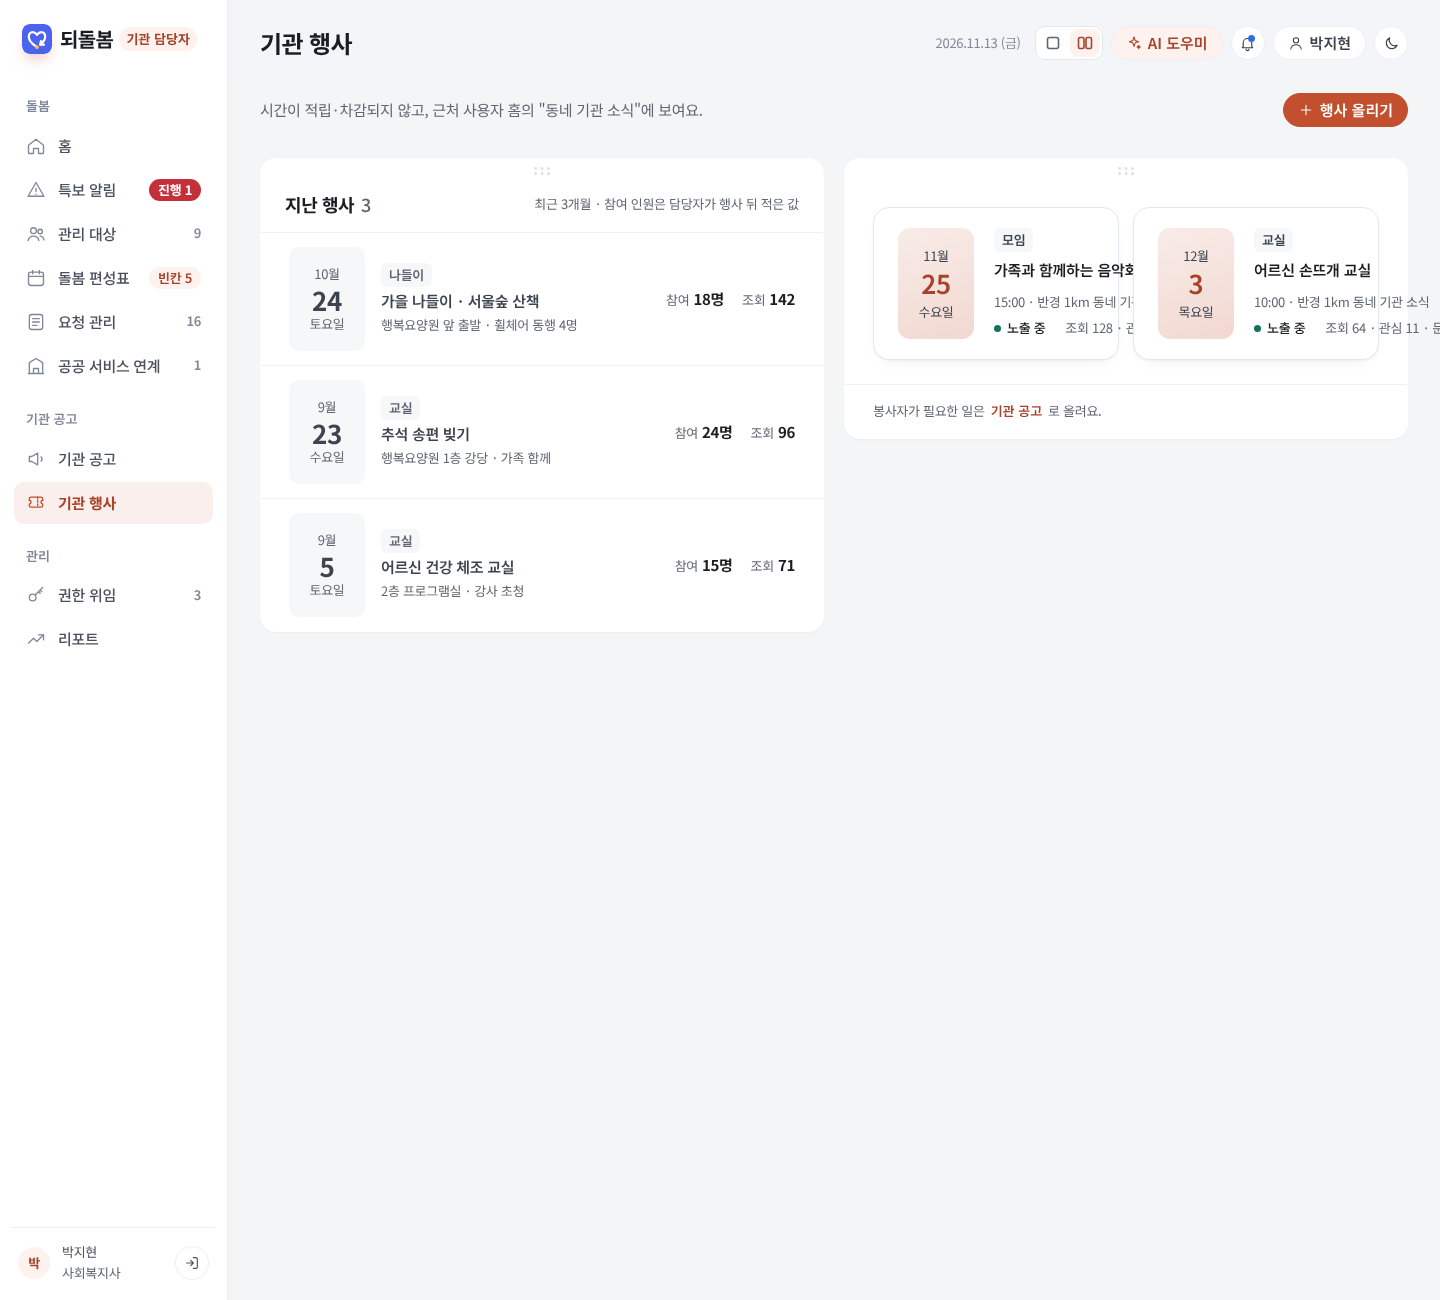 되돌봄 기관 담당자
돌봄
홈
특보 알림 진행 1
관리 대상 9
돌봄 편성표 빈칸 5
요청 관리 16
공공 서비스 연계 1
기관 공고
기관 공고
기관 행사
관리
권한 위임 3
리포트
박 박지현
사회복지사
기관 행사
2026.11.13 (금)
AI 도우미
박지현
시간이 적립·차감되지 않고, 근처 사용자 홈의 "동네 기관 소식"에 보여요.
행사 올리기
지난 행사 3
최근 3개월 · 참여 인원은 담당자가 행사 뒤 적은 값
10월
24
토요일
나들이
가을 나들이 · 서울숲 산책
행복요양원 앞 출발 · 휠체어 동행 4명
참여 18명 조회 142
9월
23
수요일
교실
추석 송편 빚기
행복요양원 1층 강당 · 가족 함께
참여 24명 조회 96
9월
5
토요일
교실
어르신 건강 체조 교실
2층 프로그램실 · 강사 초청
참여 15명 조회 71
11월
25
수요일
모임
가족과 함께하는 음악회
15:00 · 반경 1km 동네
노출 중 조회 128 ·
12월
3
목요일
교실
어르신 손뜨개 교실
10:00 · 반경 1km 동네 기관 소식
노출 중 조회 64 · 관심 11 ·
봉사자가 필요한 일은 기관 공고 로 올려요.